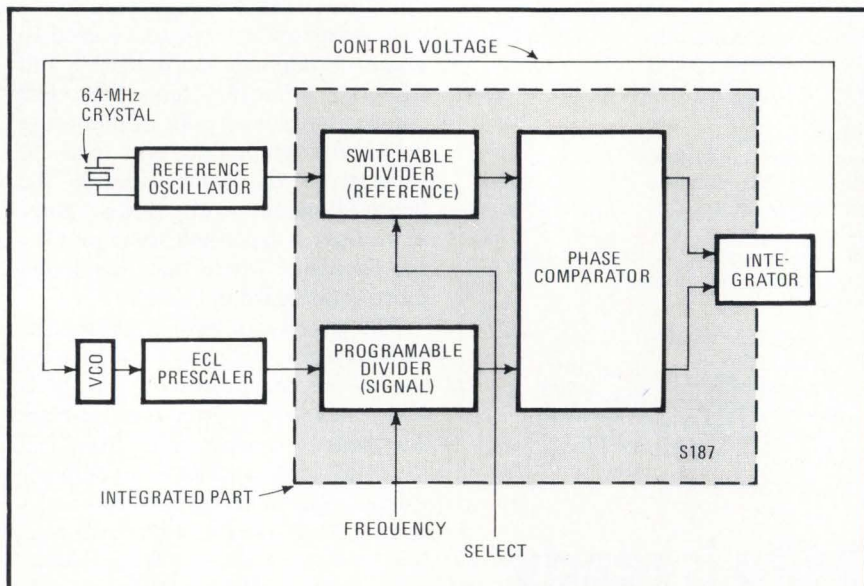 CONTROL VOLTAGE
6.4-MHz
CRYSTAL
REFERENCE
OSCILLATOR
SWITCHABLE
DIVIDER
(REFERENCE)
PHASE
COMPARATOR
INTE-
GRATOR
VCO
ECL
PRESCALER
PROGRAMABLE
DIVIDER
(SIGNAL)
S187
INTEGRATED PART
FREQUENCY
SELECT